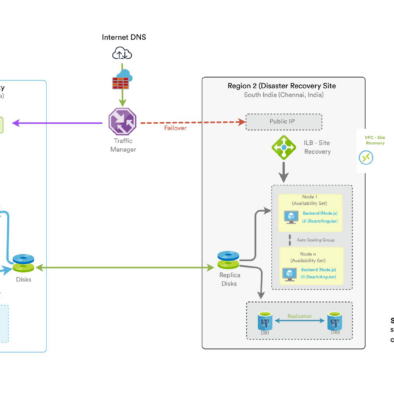 Internet DNS
Traffic
Manager
Failover
Region 2 (Disaster Recovery Site
South India (Chennai, India)
Public IP
ILB - Site
Recovery
VPC - Site
Recovery
Node 1
(Availability Set)
Backend (Node.js)
UI (React/Angular)
Auto Scaling Group
Node n
(Availability Set)
Backend (Node.js)
UI (React/Angular)
Disks
Replica
Disks
Replication
DB1